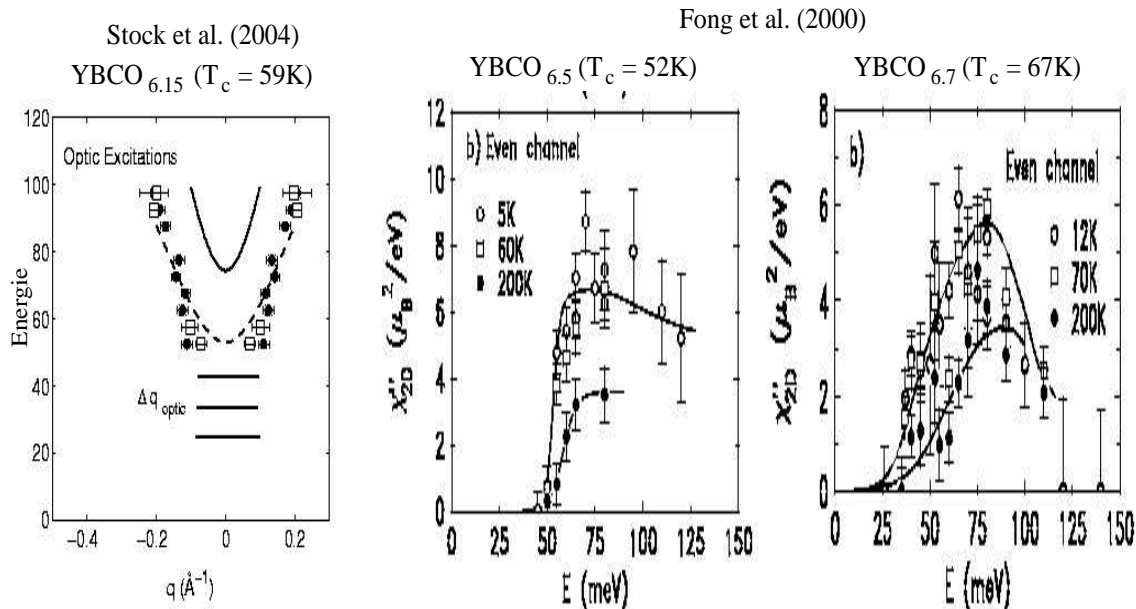 Stock et al. (2004)
YBCO 6.15 (T c = 59K)
Fong et al. (2000)
YBCO 6.5 (T c = 52K)
YBCO 6.7 (T c = 67K)
Optic Excitations
Energie
120
100
80
60
40
20
0
Δq optic
−0.4
−0.2
0
0.2
q (Å−1)
b) Even channel
5K
60K
200K
χ″2D (μB2/eV)
12
10
8
6
4
2
0
0
50
75
100
125
150
E (meV)
b)
Even channel
12K
70K
200K
χ″2D (μB2/eV)
8
6
4
2
0
0
25
50
75
100
125
150
E (meV)